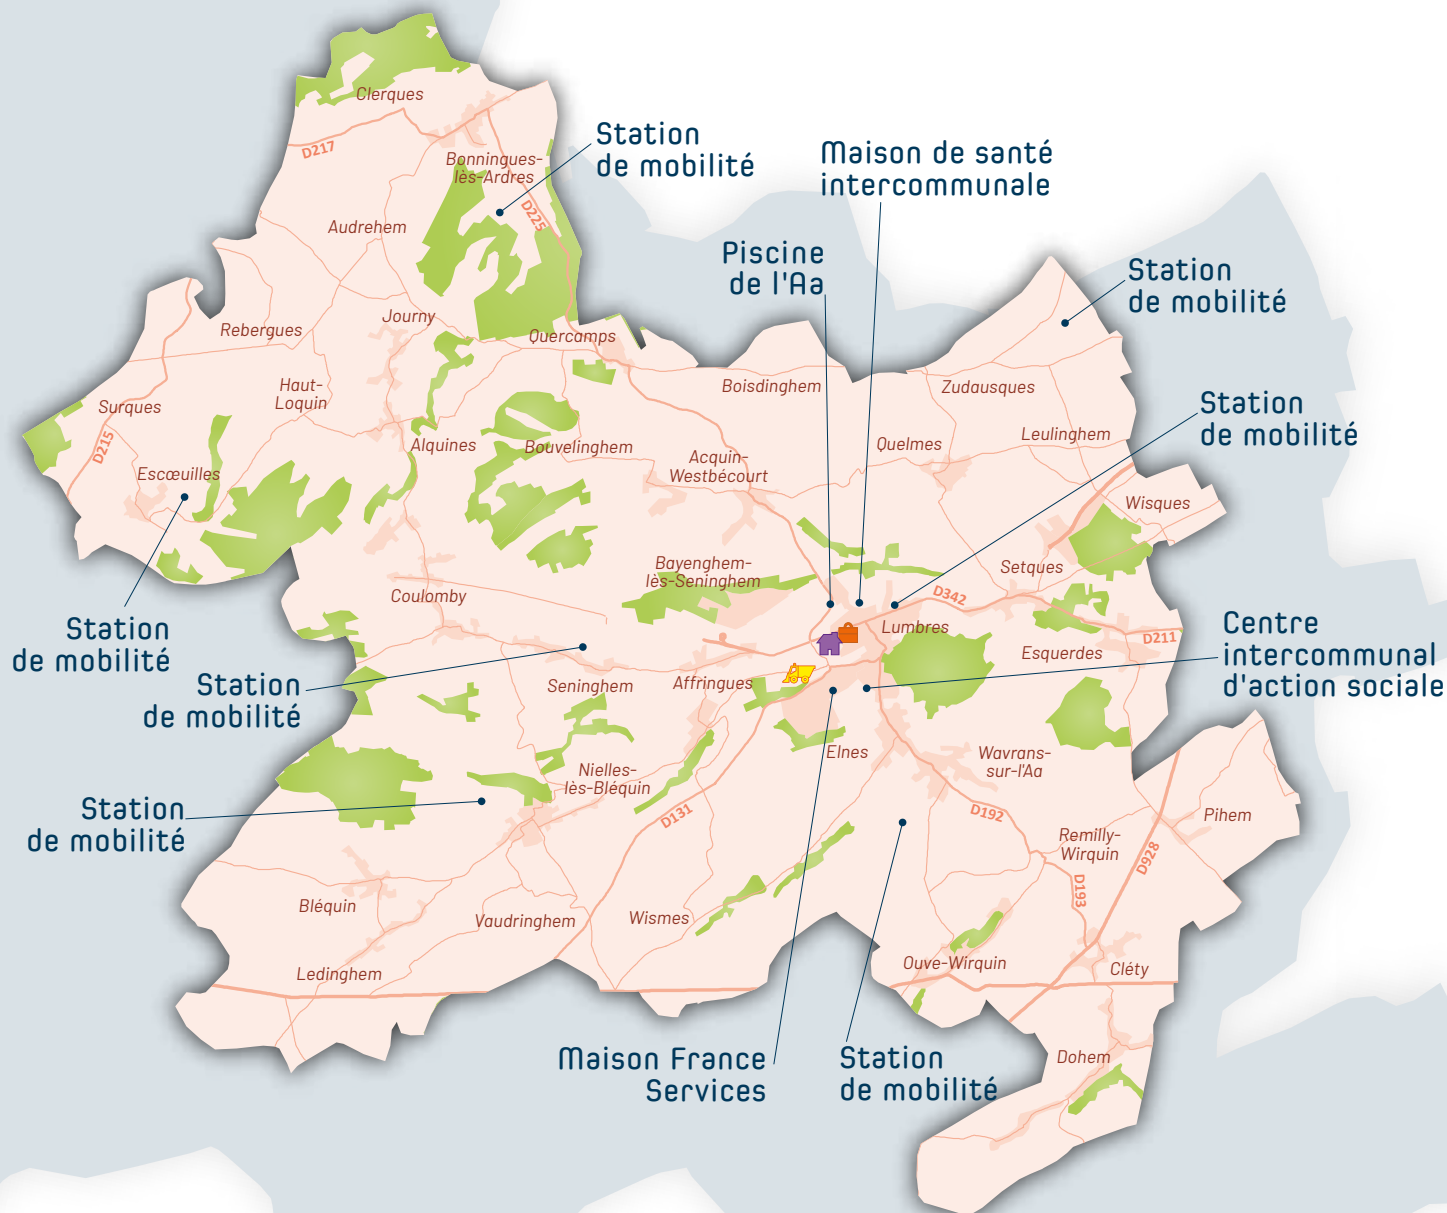 Clerques
D217
Bonningues-
lès-Ardres
Station
de mobilité
Maison de santé
intercommunale
D225
Audrehem
Piscine
de l'Aa
Station
de mobilité
Journy
Rebergues
Quercamps
Haut-
Loquin
Boisdinghem
Zudausques
Surques
Station
de mobilité
D215
Alquines
Bouvelinghem
Quelmes
Leulinghem
Escœuilles
Acquin-
Westbécourt
Wisques
Bayenghem-
lès-Seninghem
Setques
Coulomby
D342
Lumbres
D211
Station
de mobilité
Centre
intercommunal
d'action sociale
Esquerdes
Station
de mobilité
Seninghem
Affringues
Elnes
Wavrans-
sur-l'Aa
Nielles-
lès-Bléquin
Station
de mobilité
D131
D192
Pihem
Remilly-
Wirquin
D928
D193
Bléquin
Vaudringhem
Wismes
Ledinghem
Ouve-Wirquin
Cléty
Maison France
Services
Station
de mobilité
Dohem